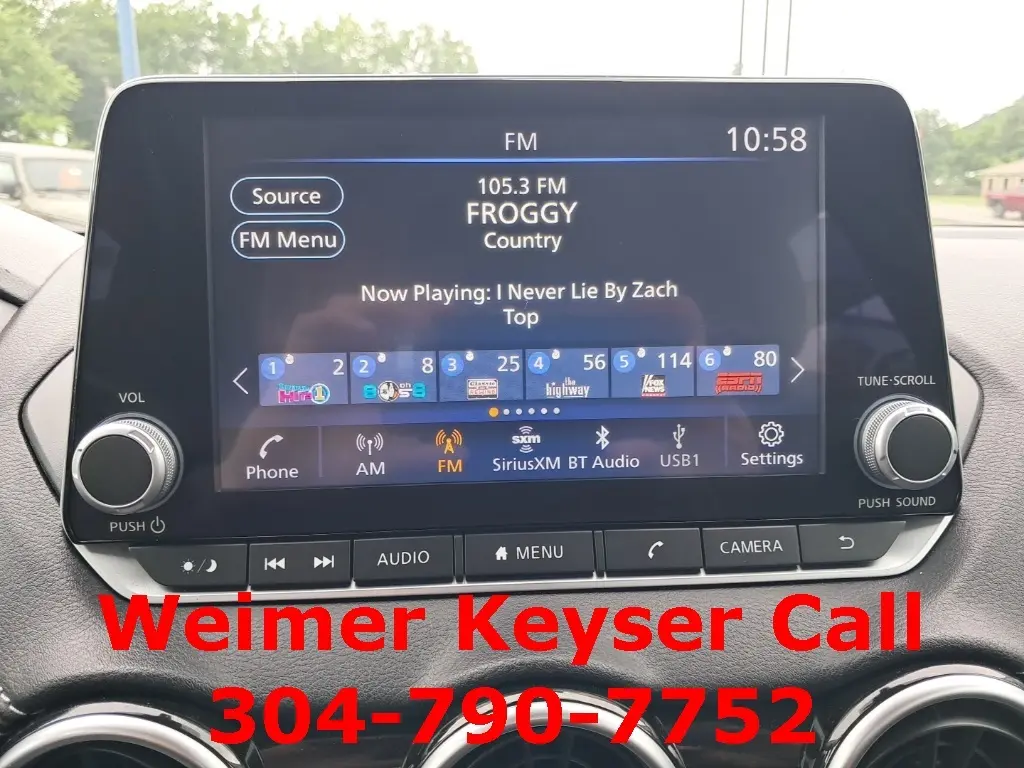 FM
10:58
Source
105.3 FM
FROGGY
FM Menu
Country
Now Playing: I Never Lie By Zach
Top
1 2
2 8
3 25
4 56
5 114
6 80
the
highway
FOX
NEWS
ESPN
RADIO
VOL
TUNE·SCROLL
Phone
AM
FM
sxm
SiriusXM
BT Audio
USB1
Settings
PUSH
PUSH SOUND
AUDIO
MENU
CAMERA
Weimer Keyser Call
304-790-7752